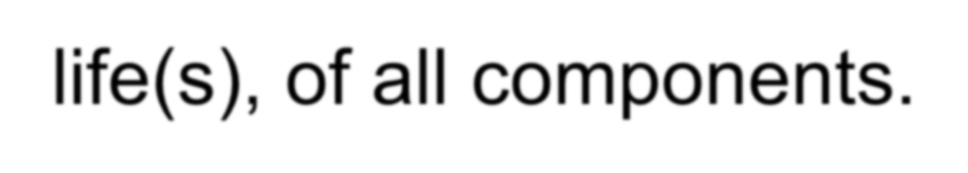 life(s), of all components.